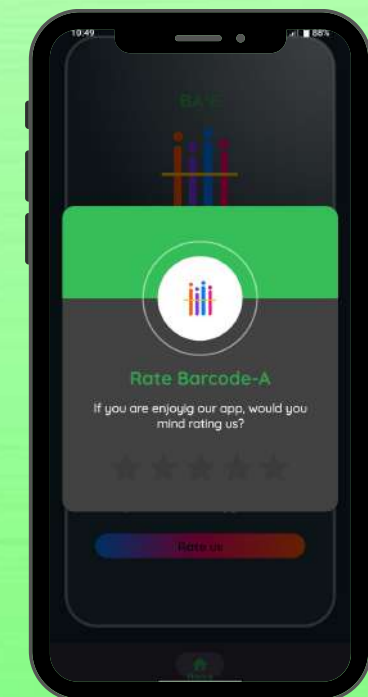 10:49
88%
Rate Barcode-A
If you are enjoyig our app, would you
mind rating us?
Rate us